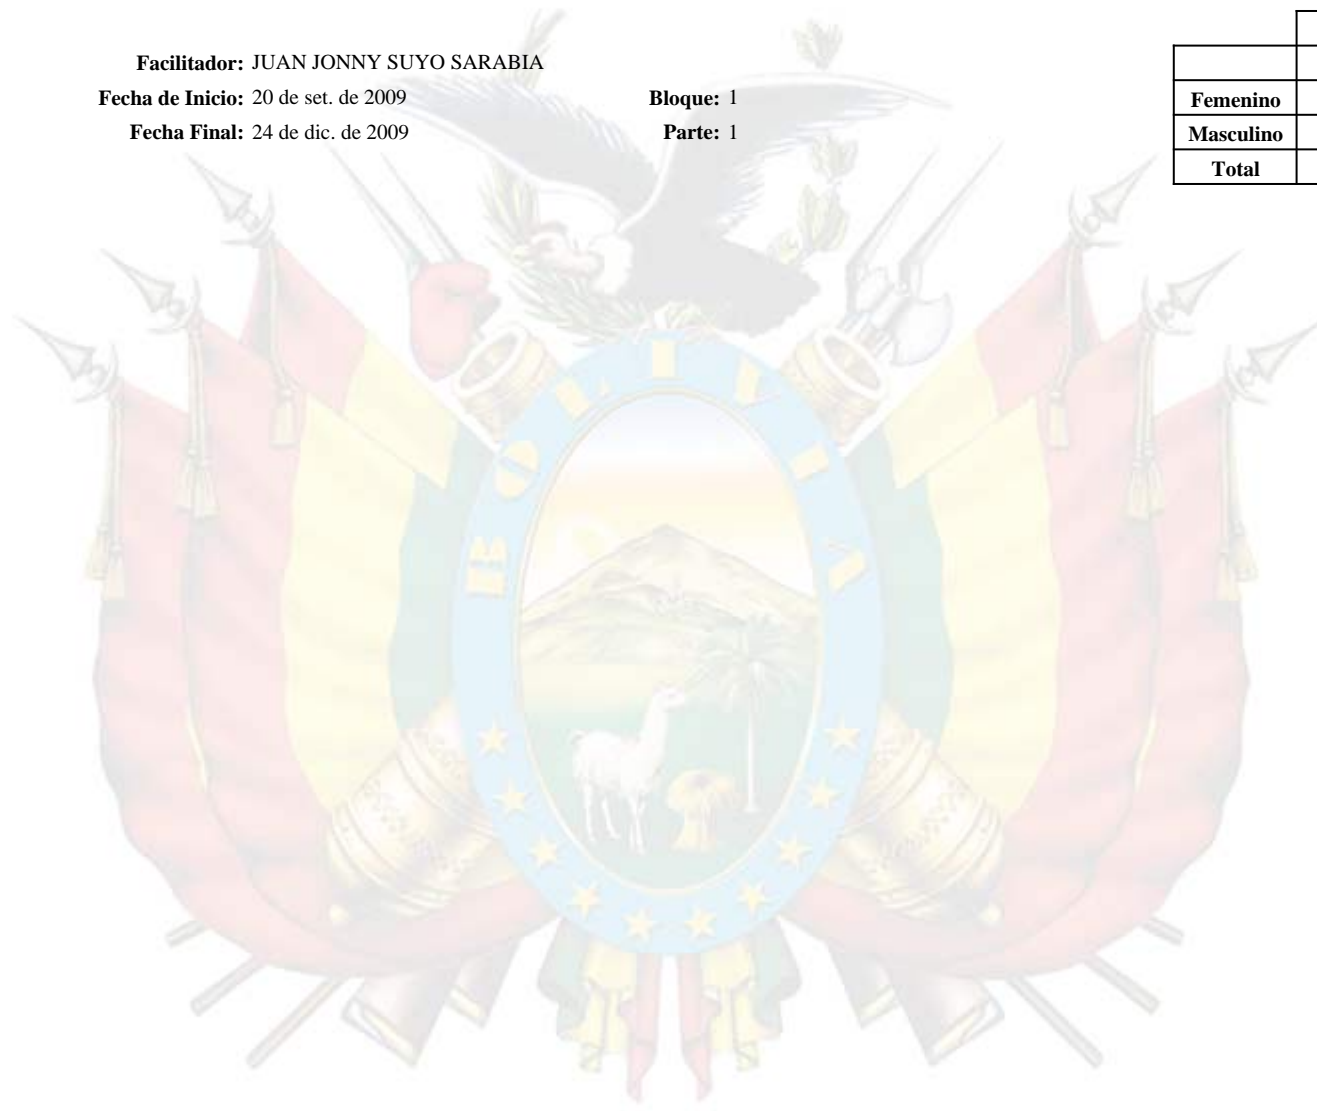 Facilitador: JUAN JONNY SUYO SARABIA
Fecha de Inicio: 20 de set. de 2009 Bloque: 1
Fecha Final: 24 de dic. de 2009 Parte: 1
Femenino
Masculino
Total
BOLIVIA